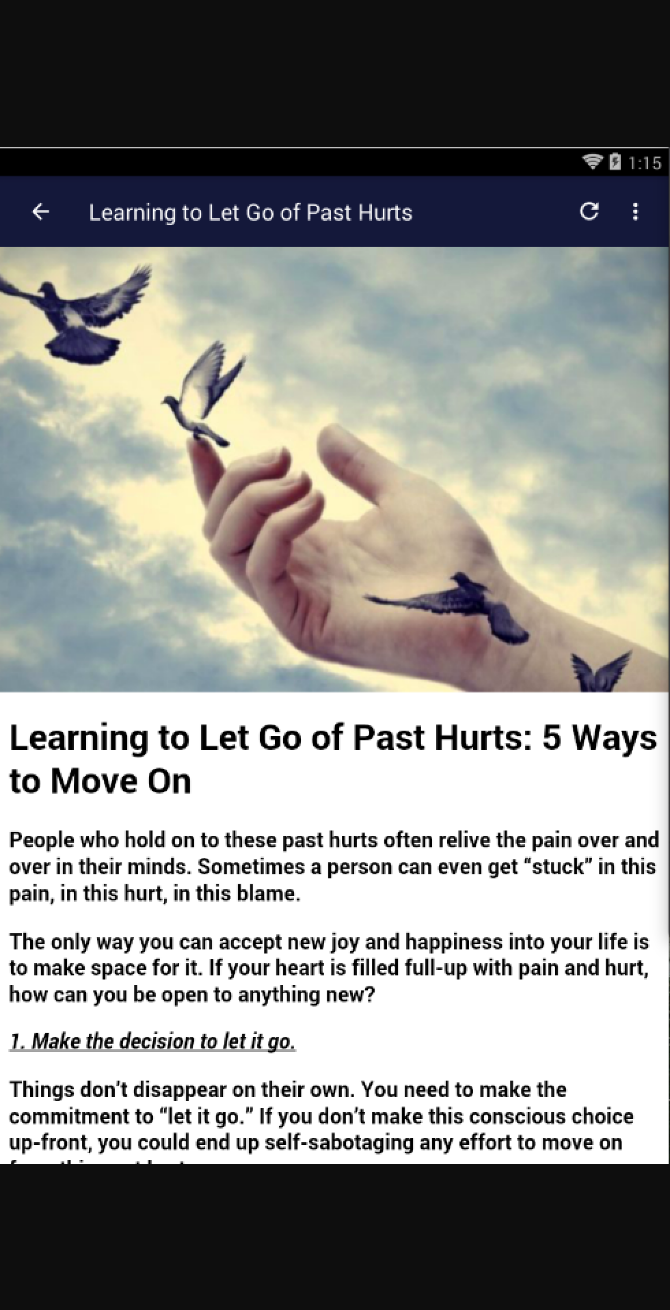 1:15
Learning to Let Go of Past Hurts
Learning to Let Go of Past Hurts: 5 Ways
to Move On
People who hold on to these past hurts often relive the pain over and
over in their minds. Sometimes a person can even get “stuck” in this
pain, in this hurt, in this blame.
The only way you can accept new joy and happiness into your life is
to make space for it. If your heart is filled full-up with pain and hurt,
how can you be open to anything new?
1. Make the decision to let it go.
Things don’t disappear on their own. You need to make the
commitment to “let it go.” If you don’t make this conscious choice
up-front, you could end up self-sabotaging any effort to move on